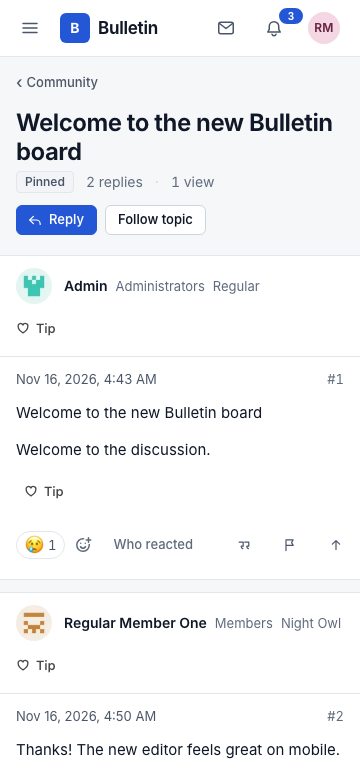 B Bulletin 3 RM
‹ Community
Welcome to the new Bulletin
board
Pinned 2 replies · 1 view
Reply Follow topic
Admin Administrators Regular
Tip
Nov 16, 2026, 4:43 AM #1
Welcome to the new Bulletin board
Welcome to the discussion.
Tip
1 Who reacted
Regular Member One Members Night Owl
Tip
Nov 16, 2026, 4:50 AM #2
Thanks! The new editor feels great on mobile.